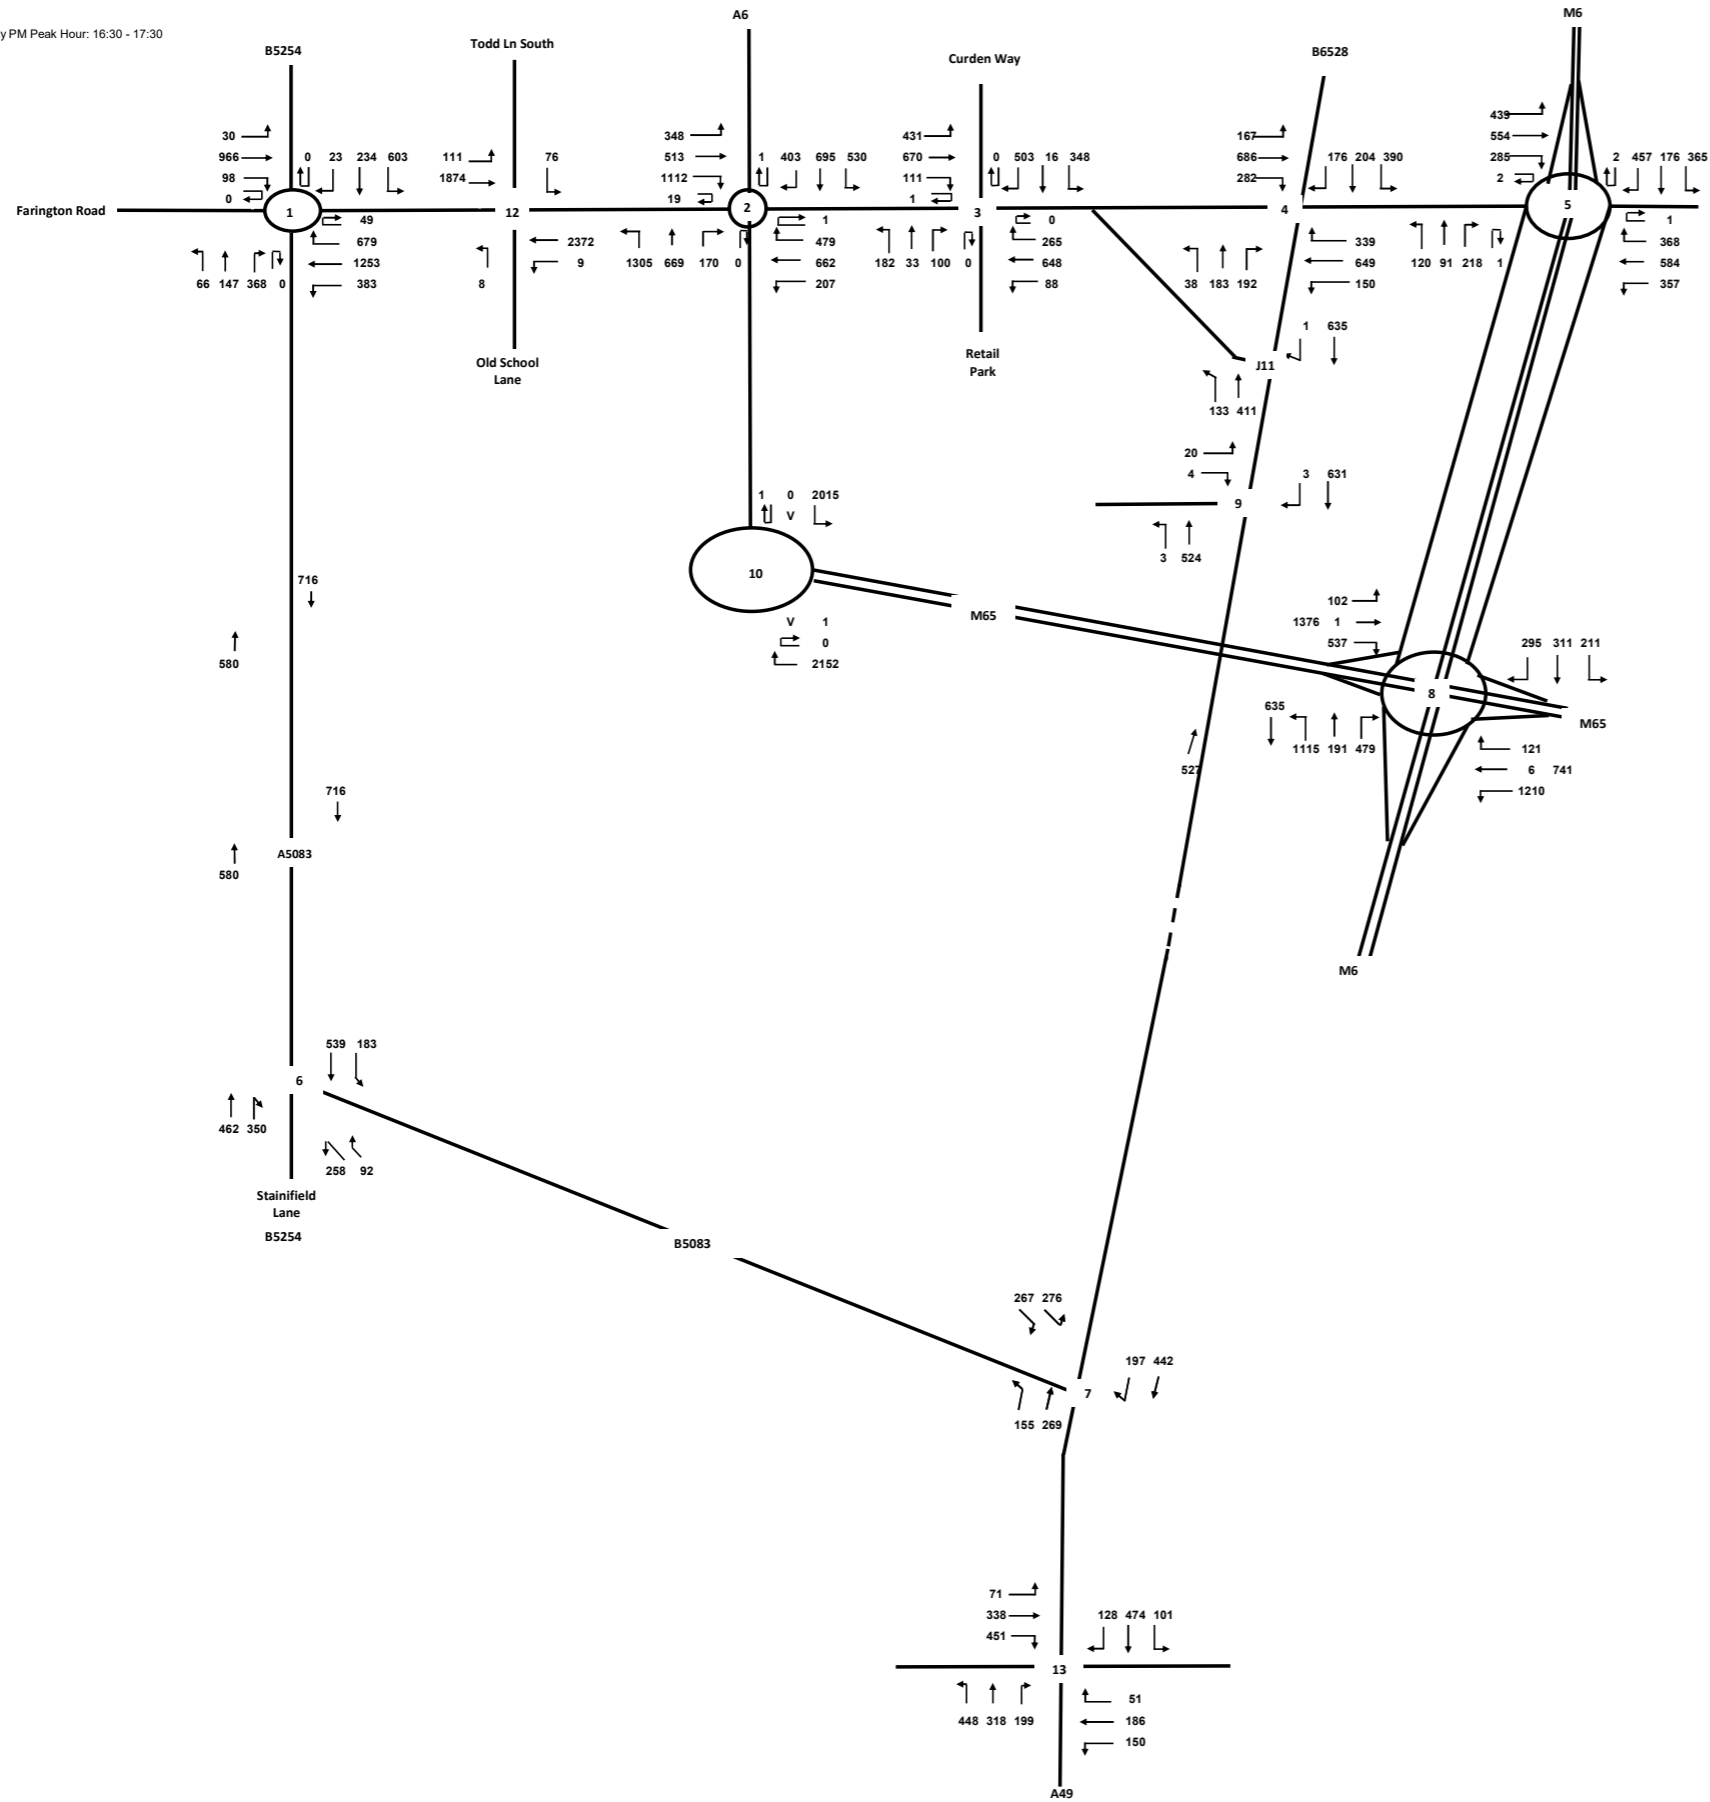 A6
M6
y PM Peak Hour: 16:30 - 17:30
Todd Ln South
B5254
B6528
Curden Way
30
348
431
167
439
966
0 23 234 603
111
76
513
1 403 695 530
670
0 503 16 348
686
176 204 390
554
2 457 176 365
98
1874
1112
111
282
285
0
19
1
2
Farington Road
1
12
2
3
4
5
49
1
0
1
679
2372
479
265
339
368
66 147 368 0
1253
1305 669 170 0
662
182 33 100 0
648
38 183 192
649
120 91 218 1
584
383
8
9
207
88
150
357
Old School
Lane
Retail
Park
1 635
J11
133 411
20
4
3 631
9
3 524
1 0 2015
V
10
M65
V 1
0
2152
716
580
102
1376 1
537
295 311 211
8
M65
635
1115 191 479
121
6 741
1210
527
716
A5083
580
M6
539 183
6
462 350
258 92
Stainifield
Lane
B5254
B5083
267 276
197 442
7
155 269
71
338
451
128 474 101
13
448 318 199
51
186
150
A49